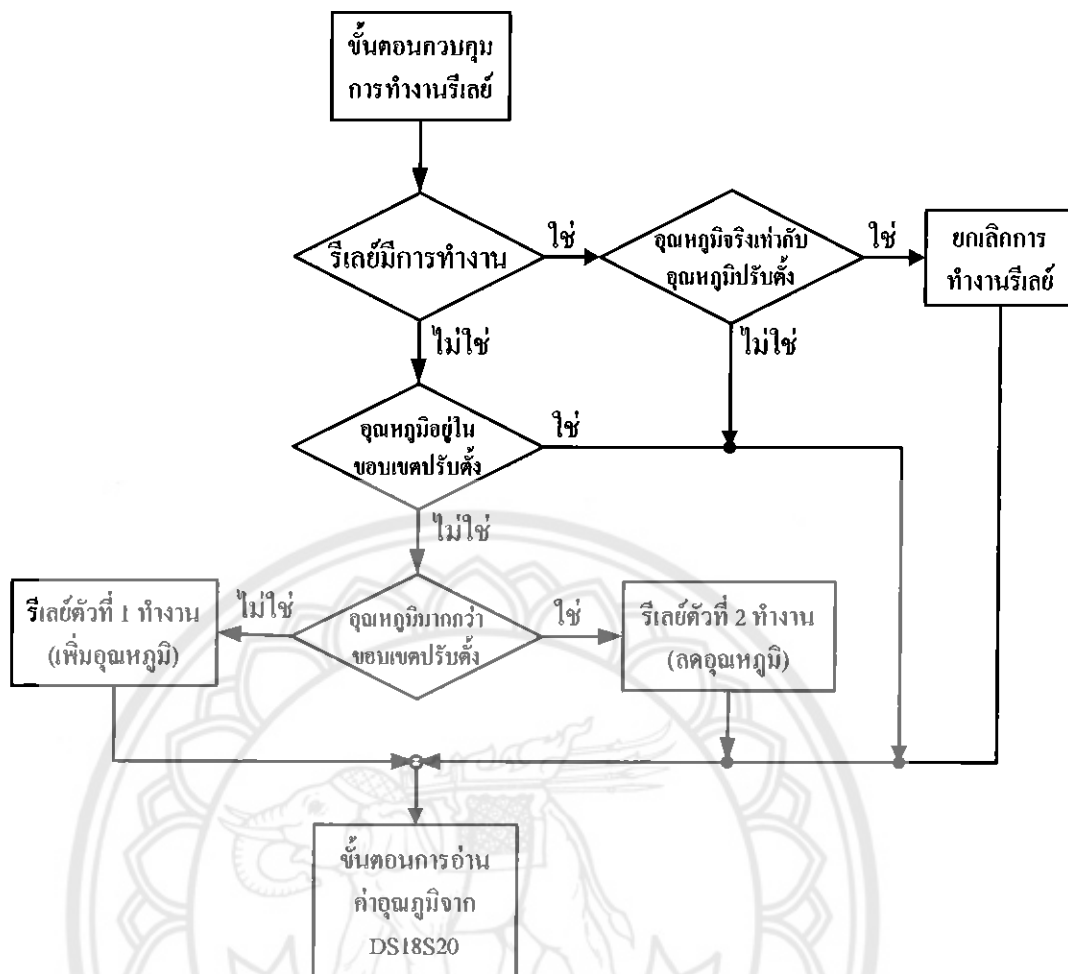 ขั้นตอนควบคุม
การทำงานรีเลย์
รีเลย์มีการทำงาน
ใช่
อุณหภูมิจริงเท่ากับ
อุณหภูมิปรับตั้ง
ใช่
ยกเลิกการ
ทำงานรีเลย์
ไม่ใช่
ไม่ใช่
อุณหภูมิอยู่ใน
ขอบเขตปรับตั้ง
ใช่
ไม่ใช่
รีเลย์ตัวที่ 1 ทำงาน
(เพิ่มอุณหภูมิ)
ไม่ใช่
อุณหภูมิมากกว่า
ขอบเขตปรับตั้ง
ใช่
รีเลย์ตัวที่ 2 ทำงาน
(ลดอุณหภูมิ)
ขั้นตอนการอ่าน
ค่าอุณภูมิจาก
DS18S20